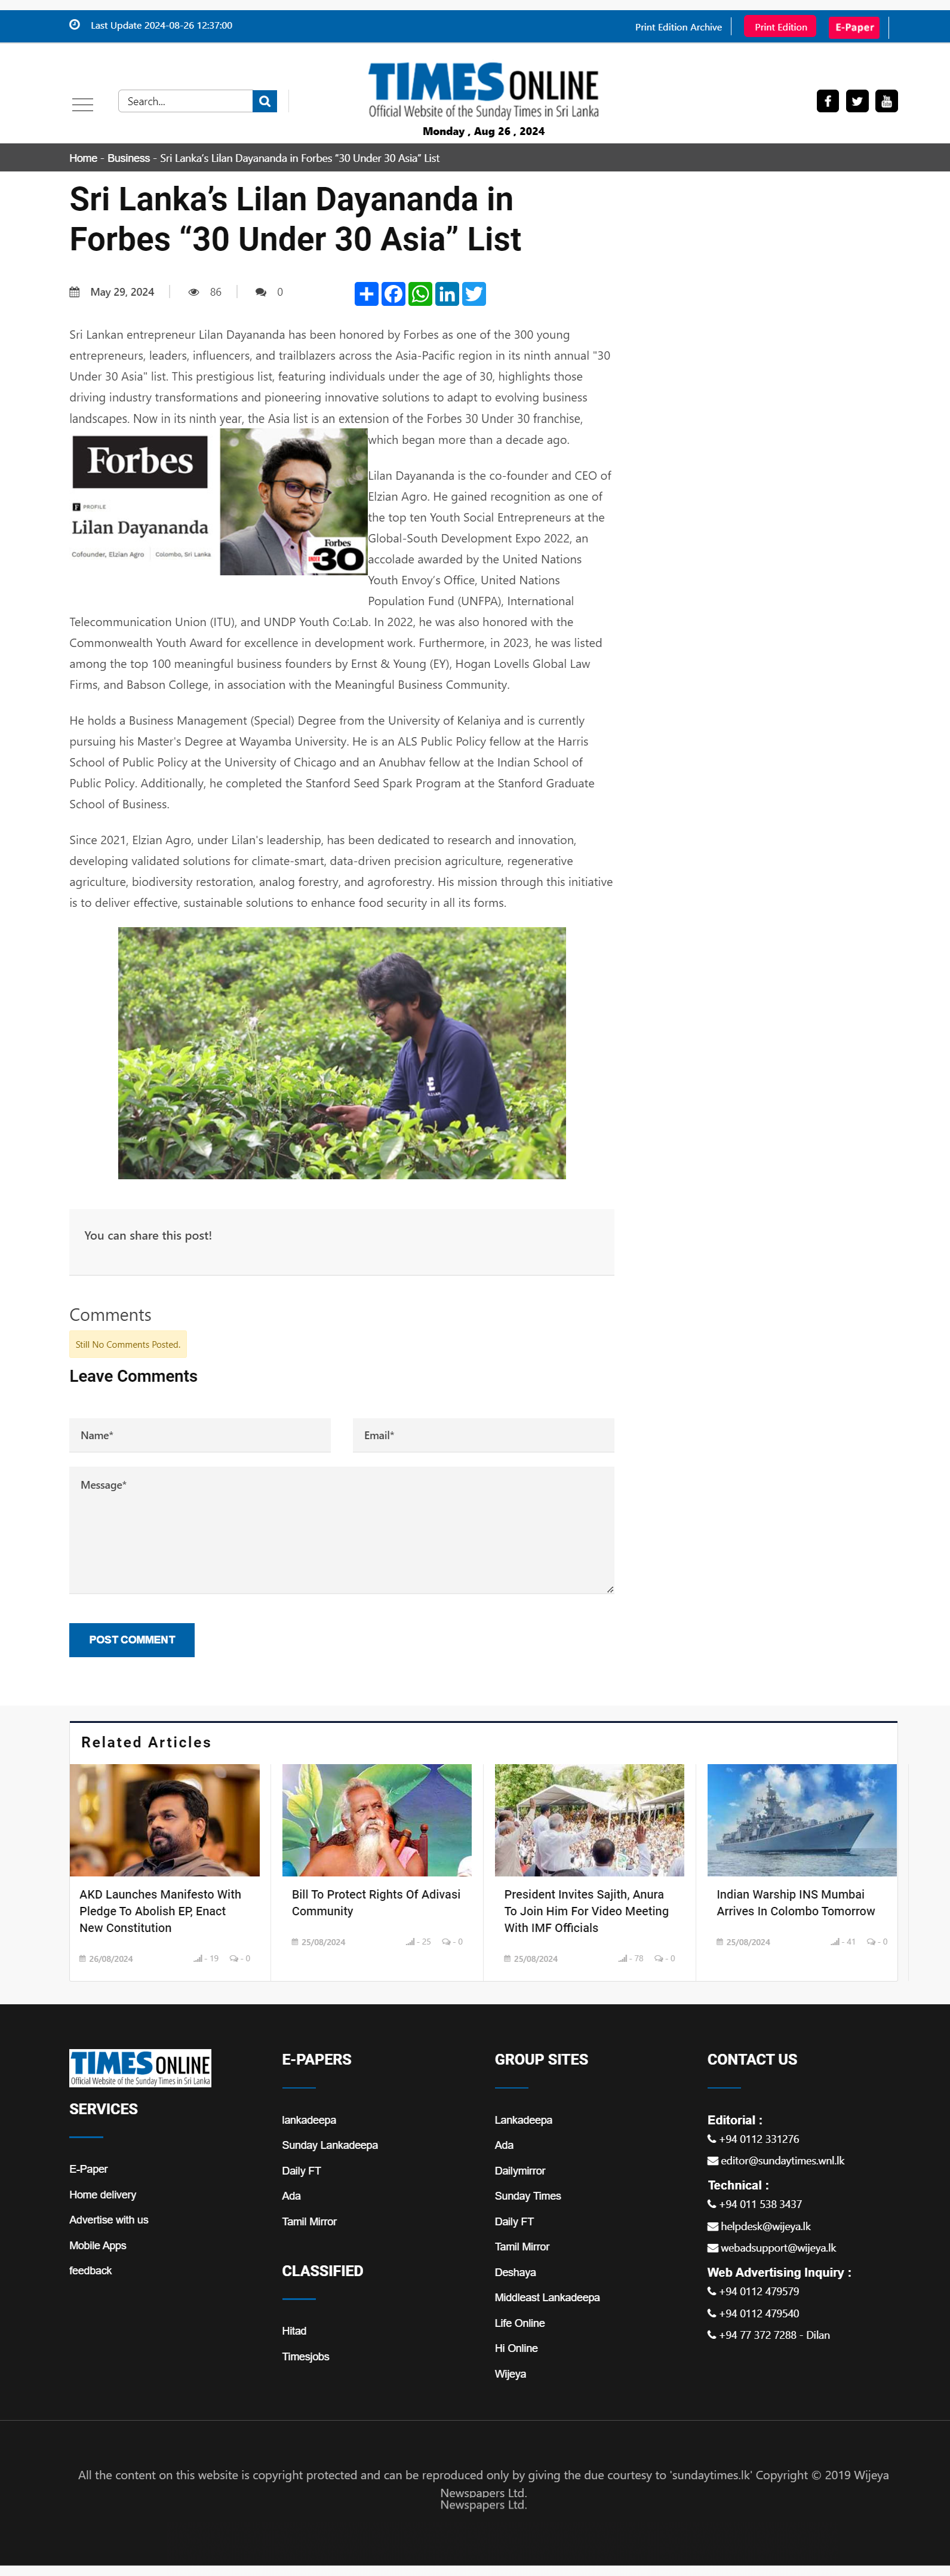 Last Update 2024-08-26 12:37:00
Print Edition Archive
Print Edition
E-Paper
Search...
TIMES ONLINE
Official Website of the Sunday Times in Sri Lanka
Monday , Aug 26 , 2024
Home - Business - Sri Lanka's Lilan Dayananda in Forbes "30 Under 30 Asia" List
Sri Lanka’s Lilan Dayananda in
Forbes “30 Under 30 Asia” List
May 29, 2024
86
0
Sri Lankan entrepreneur Lilan Dayananda has been honored by Forbes as one of the 300 young
entrepreneurs, leaders, influencers, and trailblazers across the Asia-Pacific region in its ninth annual "30
Under 30 Asia" list. This prestigious list, featuring individuals under the age of 30, highlights those
driving industry transformations and pioneering innovative solutions to adapt to evolving business
landscapes. Now in its ninth year, the Asia list is an extension of the Forbes 30 Under 30 franchise,
which began more than a decade ago.
Forbes
PROFILE
Lilan Dayananda
Cofounder, Elzian Agro
Colombo, Sri Lanka
Forbes
UNDER 30
Lilan Dayananda is the co-founder and CEO of
Elzian Agro. He gained recognition as one of
the top ten Youth Social Entrepreneurs at the
Global-South Development Expo 2022, an
accolade awarded by the United Nations
Youth Envoy's Office, United Nations
Population Fund (UNFPA), International
Telecommunication Union (ITU), and UNDP Youth Co:Lab. In 2022, he was also honored with the
Commonwealth Youth Award for excellence in development work. Furthermore, in 2023, he was listed
among the top 100 meaningful business founders by Ernst & Young (EY), Hogan Lovells Global Law
Firms, and Babson College, in association with the Meaningful Business Community.
He holds a Business Management (Special) Degree from the University of Kelaniya and is currently
pursuing his Master's Degree at Wayamba University. He is an ALS Public Policy fellow at the Harris
School of Public Policy at the University of Chicago and an Anubhav fellow at the Indian School of
Public Policy. Additionally, he completed the Stanford Seed Spark Program at the Stanford Graduate
School of Business.
Since 2021, Elzian Agro, under Lilan's leadership, has been dedicated to research and innovation,
developing validated solutions for climate-smart, data-driven precision agriculture, regenerative
agriculture, biodiversity restoration, analog forestry, and agroforestry. His mission through this initiative
is to deliver effective, sustainable solutions to enhance food security in all its forms.
You can share this post!
Comments
Still No Comments Posted.
Leave Comments
Name*
Email*
Message*
POST COMMENT
Related Articles
AKD Launches Manifesto With
Pledge To Abolish EP, Enact
New Constitution
26/08/2024
- 19
- 0
Bill To Protect Rights Of Adivasi
Community
25/08/2024
- 25
- 0
President Invites Sajith, Anura
To Join Him For Video Meeting
With IMF Officials
25/08/2024
- 78
- 0
Indian Warship INS Mumbai
Arrives In Colombo Tomorrow
25/08/2024
- 41
- 0
TIMES ONLINE
Official Website of the Sunday Times in Sri Lanka
SERVICES
E-Paper
Home delivery
Advertise with us
Mobile Apps
feedback
E-PAPERS
lankadeepa
Sunday Lankadeepa
Daily FT
Ada
Tamil Mirror
CLASSIFIED
Hitad
Timesjobs
GROUP SITES
Lankadeepa
Ada
Dailymirror
Sunday Times
Daily FT
Tamil Mirror
Deshaya
Middleast Lankadeepa
Life Online
Hi Online
Wijeya
CONTACT US
Editorial :
+94 0112 331276
editor@sundaytimes.wnl.lk
Technical :
+94 011 538 3437
helpdesk@wijeya.lk
webadsupport@wijeya.lk
Web Advertising Inquiry :
+94 0112 479579
+94 0112 479540
+94 77 372 7288 - Dilan
All the content on this website is copyright protected and can be reproduced only by giving the due courtesy to 'sundaytimes.lk' Copyright © 2019 Wijeya
Newspapers Ltd.
Newspapers Ltd.